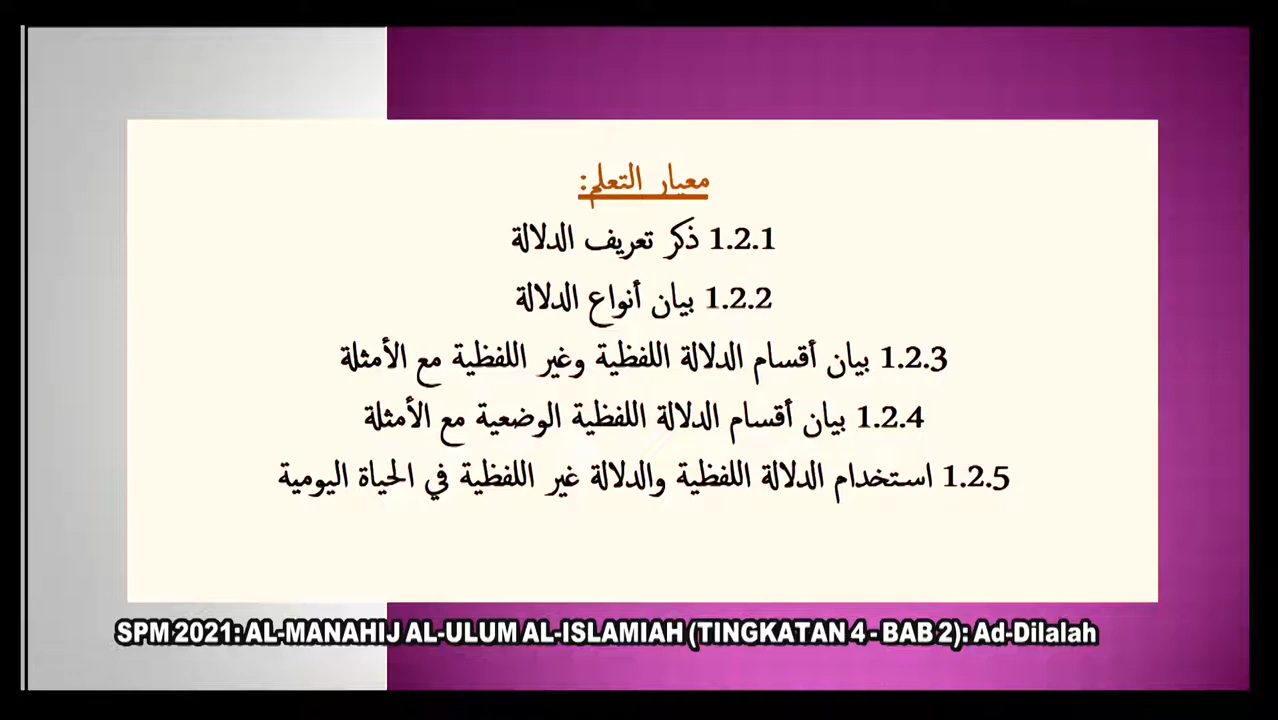 معيار التعلم:
1.2.1 ذكر تعريف الدلالة
1.2.2 بيان أنواع الدلالة
1.2.3 بيان أقسام الدلالة اللفظية وغير اللفظية مع الأمثلة
1.2.4 بيان أقسام الدلالة اللفظية الوضعية مع الأمثلة
1.2.5 استخدام الدلالة اللفظية والدلالة غير اللفظية في الحياة اليومية
SPM 2021: AL-MANAHIJ AL-ULUM AL-ISLAMIAH (TINGKATAN 4 - BAB 2): Ad-Dilalah